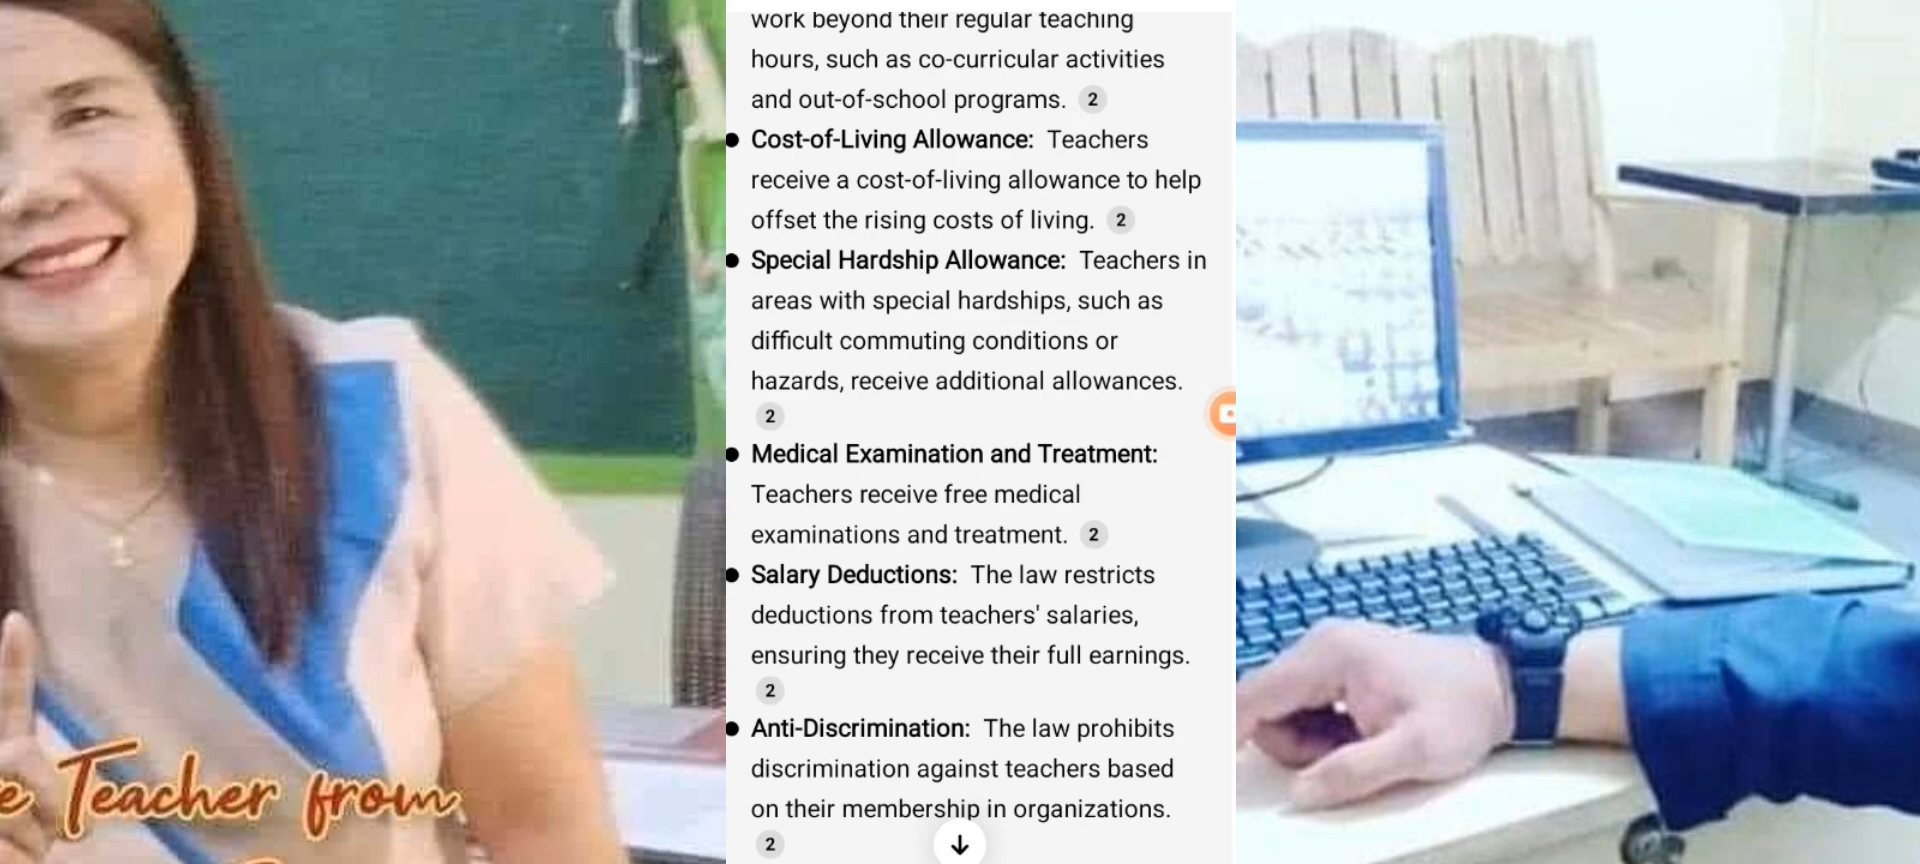 work beyond their regular teaching
hours, such as co-curricular activities
and out-of-school programs. 2
● Cost-of-Living Allowance: Teachers
receive a cost-of-living allowance to help
offset the rising costs of living. 2
● Special Hardship Allowance: Teachers in
areas with special hardships, such as
difficult commuting conditions or
hazards, receive additional allowances.
2
● Medical Examination and Treatment:
Teachers receive free medical
examinations and treatment. 2
● Salary Deductions: The law restricts
deductions from teachers' salaries,
ensuring they receive their full earnings.
2
● Anti-Discrimination: The law prohibits
discrimination against teachers based
on their membership in organizations.
2
e Teacher from